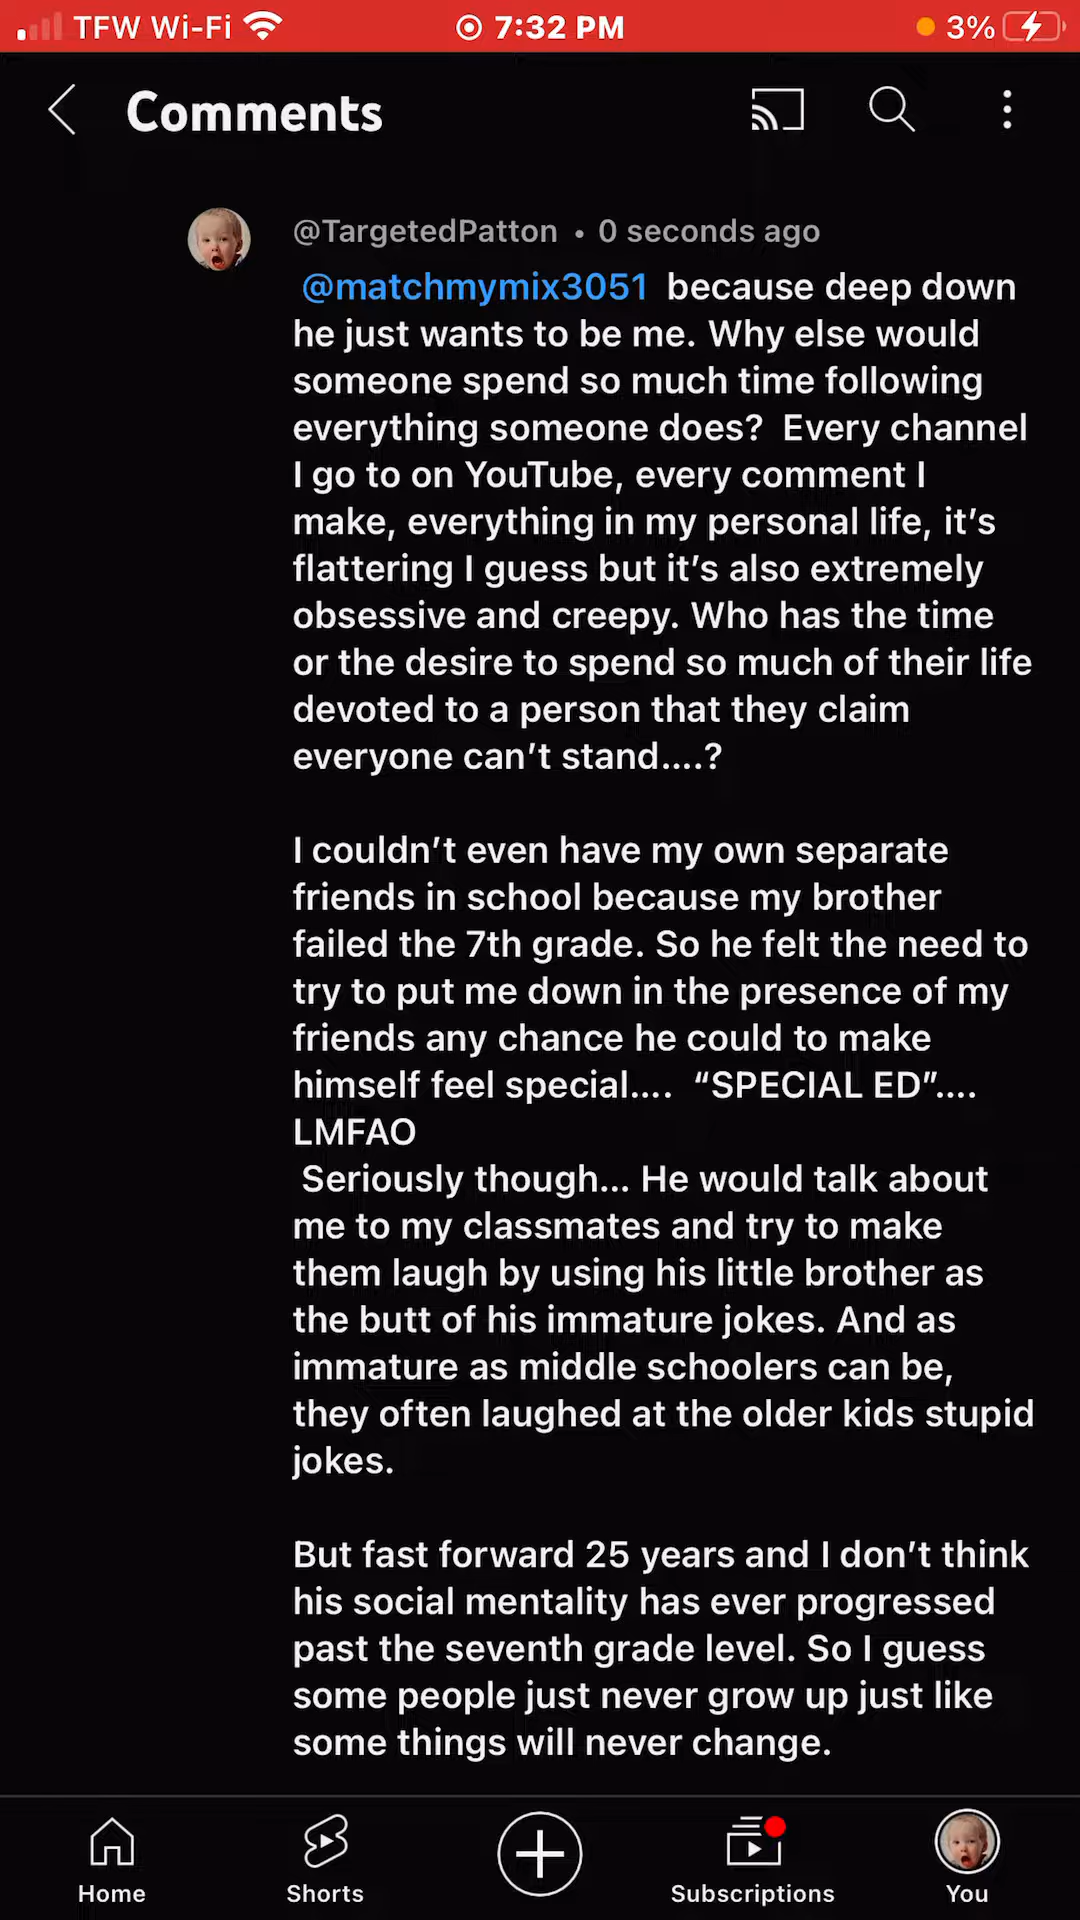 TFW Wi-Fi 7:32 PM 3%
Comments
@TargetedPatton • 0 seconds ago
@matchmymix3051 because deep down
he just wants to be me. Why else would
someone spend so much time following
everything someone does?  Every channel
I go to on YouTube, every comment I
make, everything in my personal life, it’s
flattering I guess but it’s also extremely
obsessive and creepy. Who has the time
or the desire to spend so much of their life
devoted to a person that they claim
everyone can’t stand....?
I couldn’t even have my own separate
friends in school because my brother
failed the 7th grade. So he felt the need to
try to put me down in the presence of my
friends any chance he could to make
himself feel special....  “SPECIAL ED”....
LMFAO
Seriously though... He would talk about
me to my classmates and try to make
them laugh by using his little brother as
the butt of his immature jokes. And as
immature as middle schoolers can be,
they often laughed at the older kids stupid
jokes.
But fast forward 25 years and I don’t think
his social mentality has ever progressed
past the seventh grade level. So I guess
some people just never grow up just like
some things will never change.
Home Shorts Subscriptions You